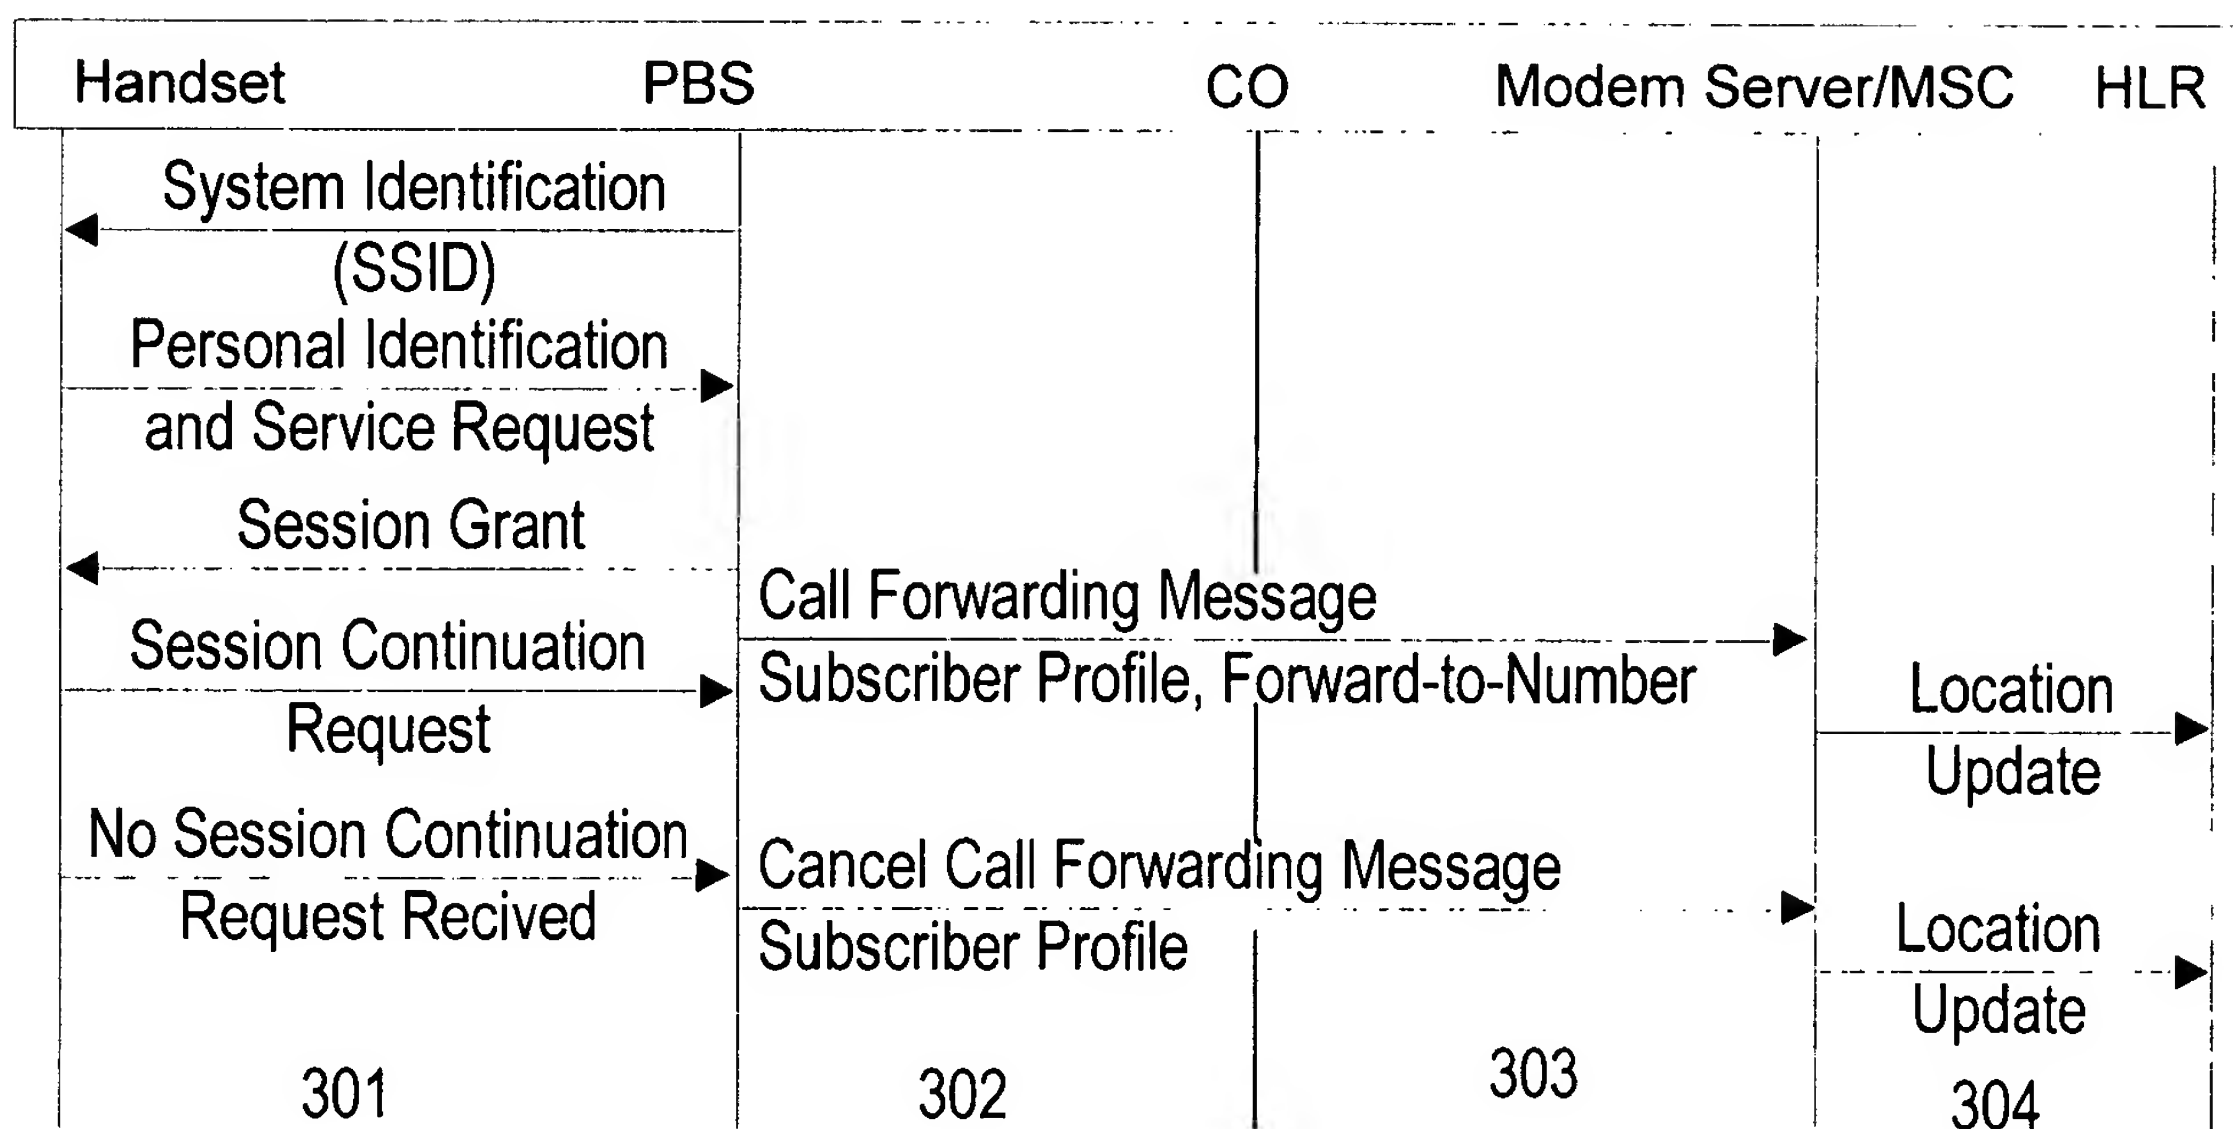 Handset PBS CO Modem Server/MSC HLR
System Identification
(SSID)
Personal Identification
and Service Request
Session Grant
Call Forwarding Message
Session Continuation
Subscriber Profile, Forward-to-Number
Request
Location
Update
No Session Continuation
Cancel Call Forwarding Message
Request Recived
Subscriber Profile
Location
Update
301 302 303 304